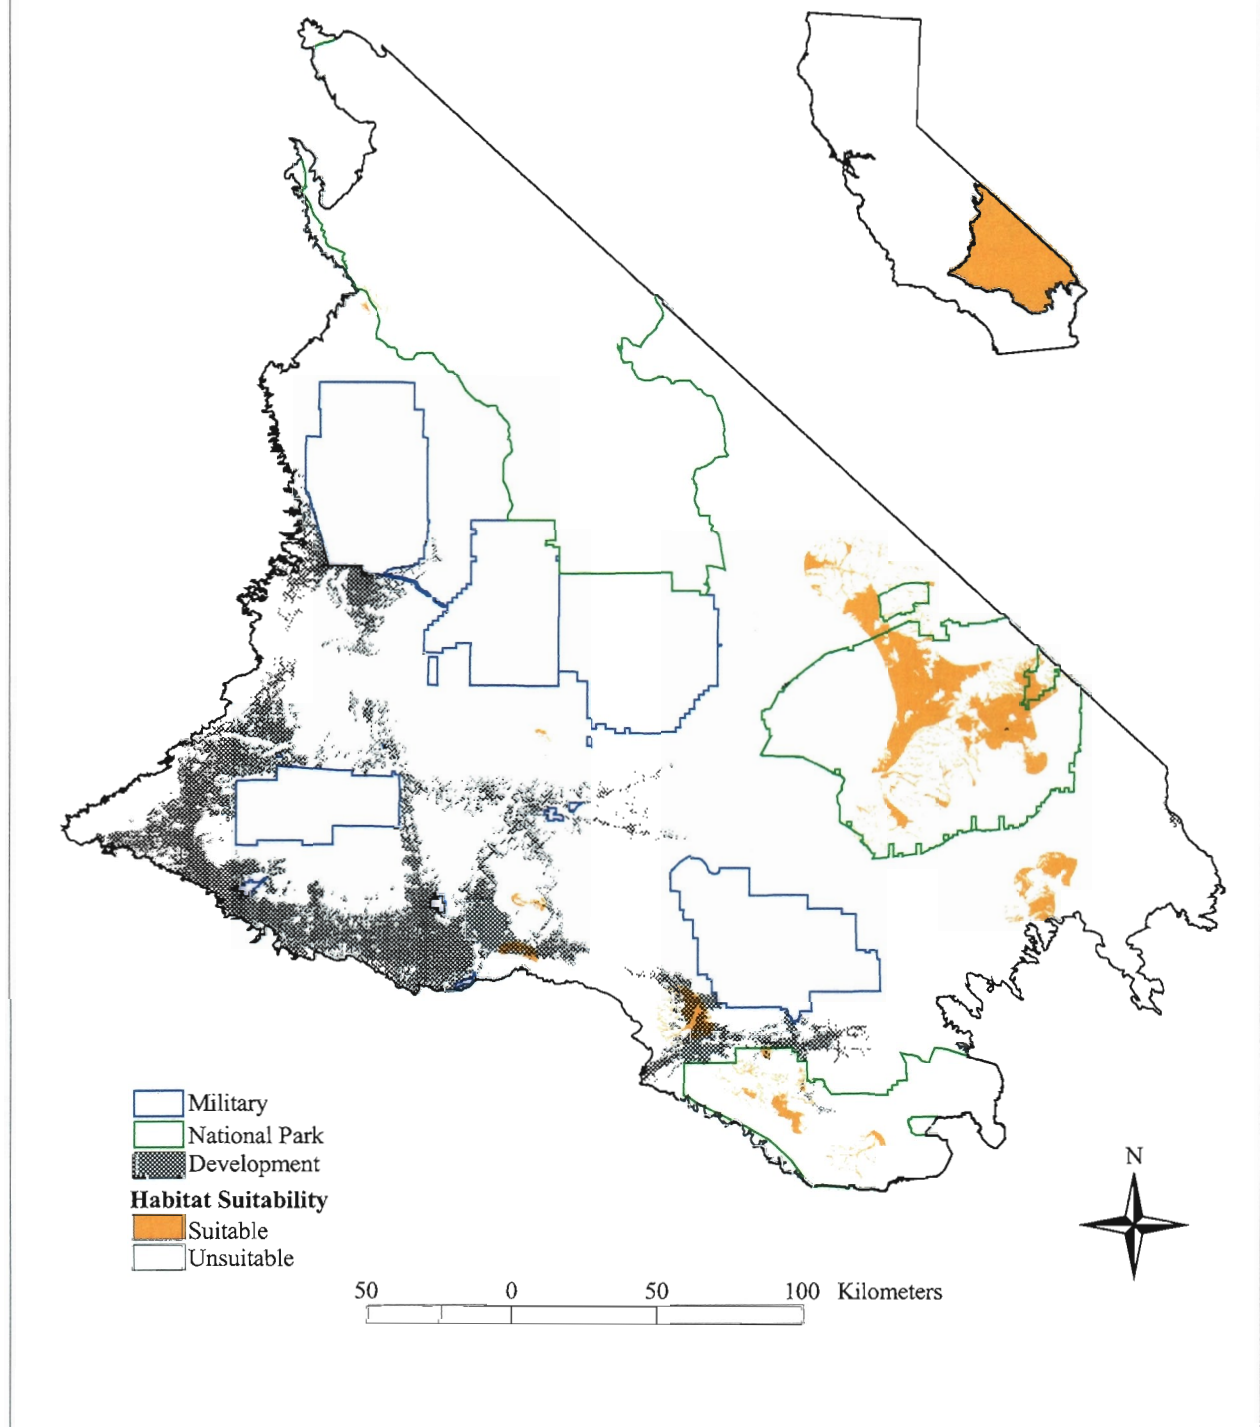 Military
National Park
Development
Habitat Suitability
Suitable
Unsuitable
N
50 0 50 100 Kilometers